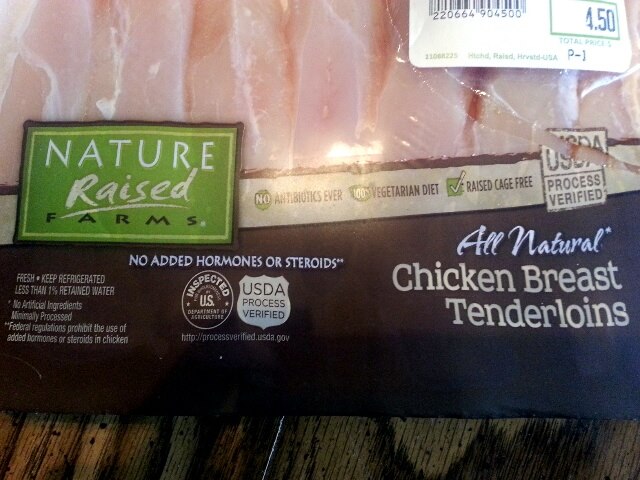 220664 904500
4.50
TOTAL PRICE $
Htchd, Raisd, Hrvstd-USA P-1
NATURE
Raised
FARMS
NO ANTIBIOTICS EVER
100% VEGETARIAN DIET
RAISED CAGE FREE
USDA
PROCESS
VERIFIED
NO ADDED HORMONES OR STEROIDS**
All Natural*
Chicken Breast
Tenderloins
FRESH • KEEP REFRIGERATED
LESS THAN 1% RETAINED WATER
* No Artificial Ingredients
Minimally Processed
**Federal regulations prohibit the use of
added hormones or steroids in chicken
INSPECTED
U.S.
DEPARTMENT OF
AGRICULTURE
USDA
PROCESS
VERIFIED
http://processverified.usda.gov